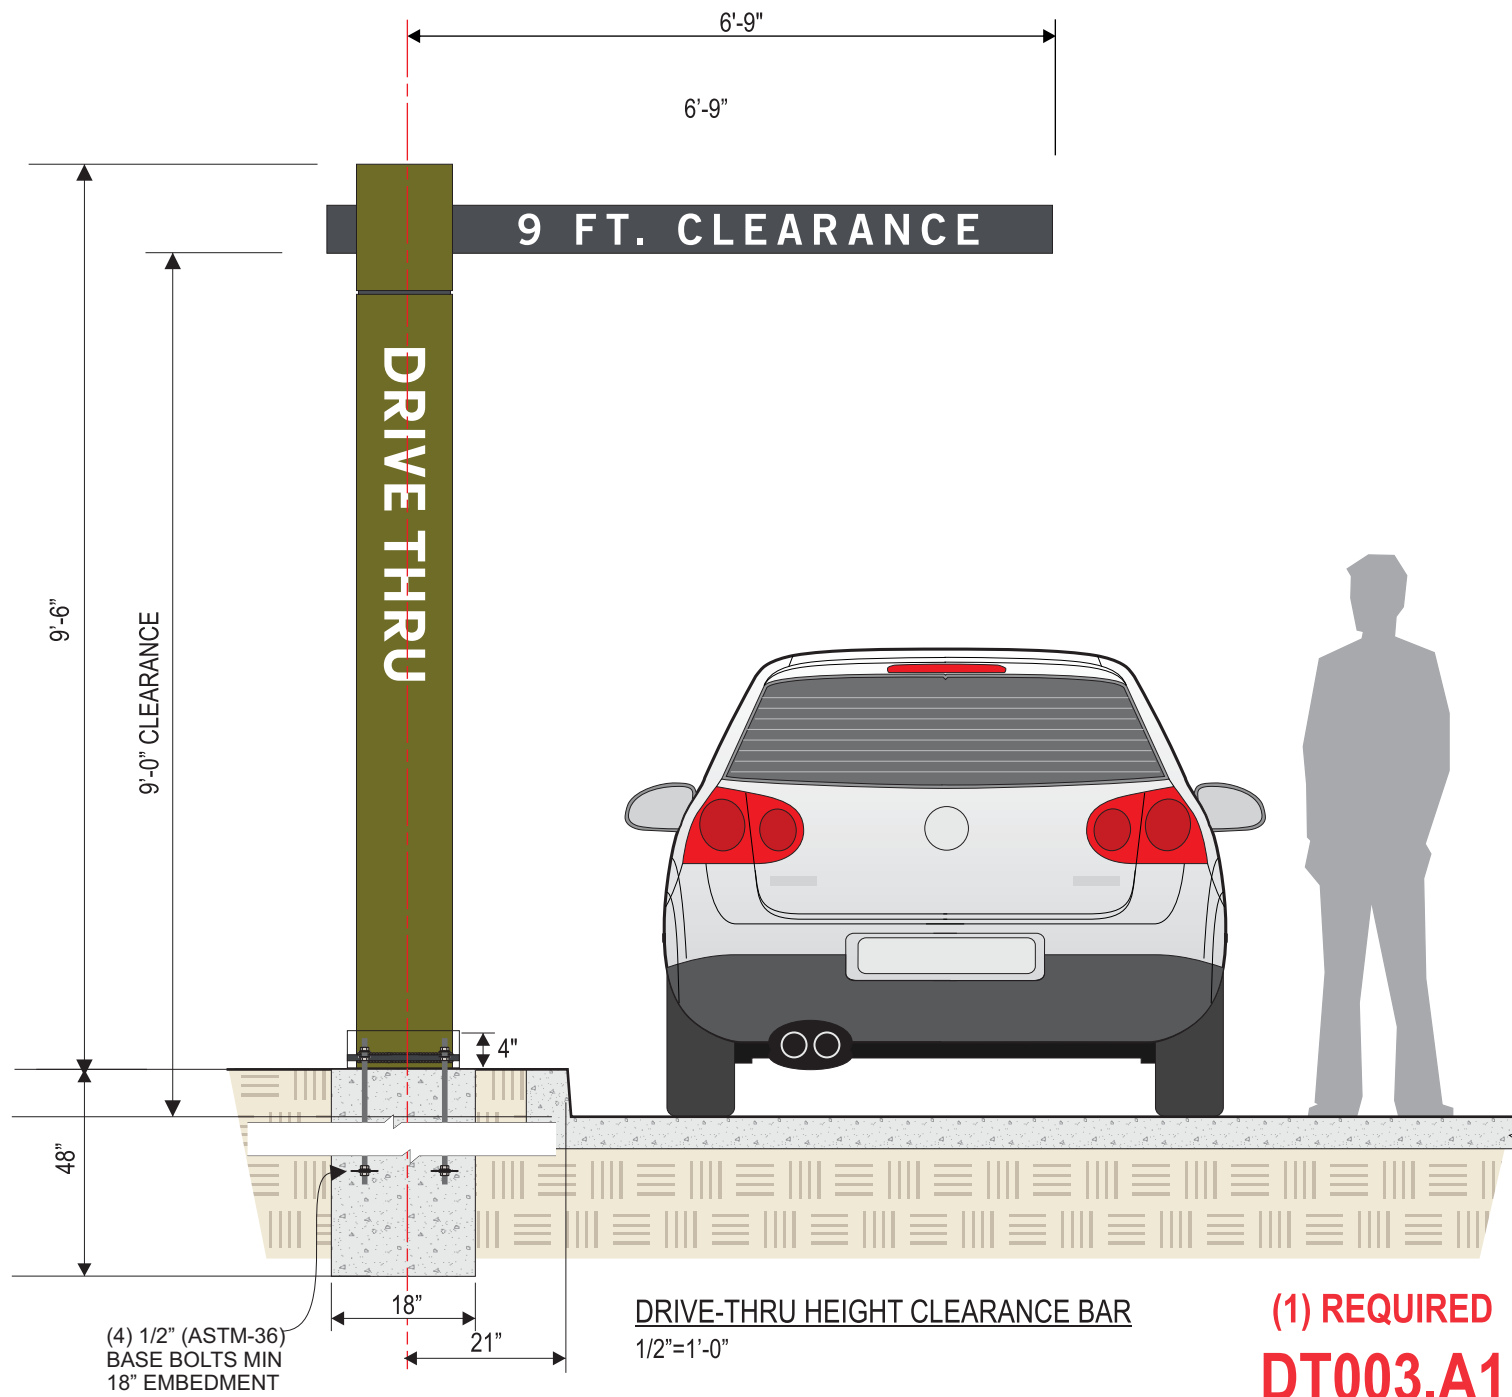 6'-9"
6’-9”
9 FT. CLEARANCE
DRIVE THRU
9’-6”
9’-0” CLEARANCE
4"
48”
18”
21”
(4) 1/2” (ASTM-36)
BASE BOLTS MIN
18” EMBEDMENT
DRIVE-THRU HEIGHT CLEARANCE BAR
1/2”=1’-0”
(1) REQUIRED
DT003.A1